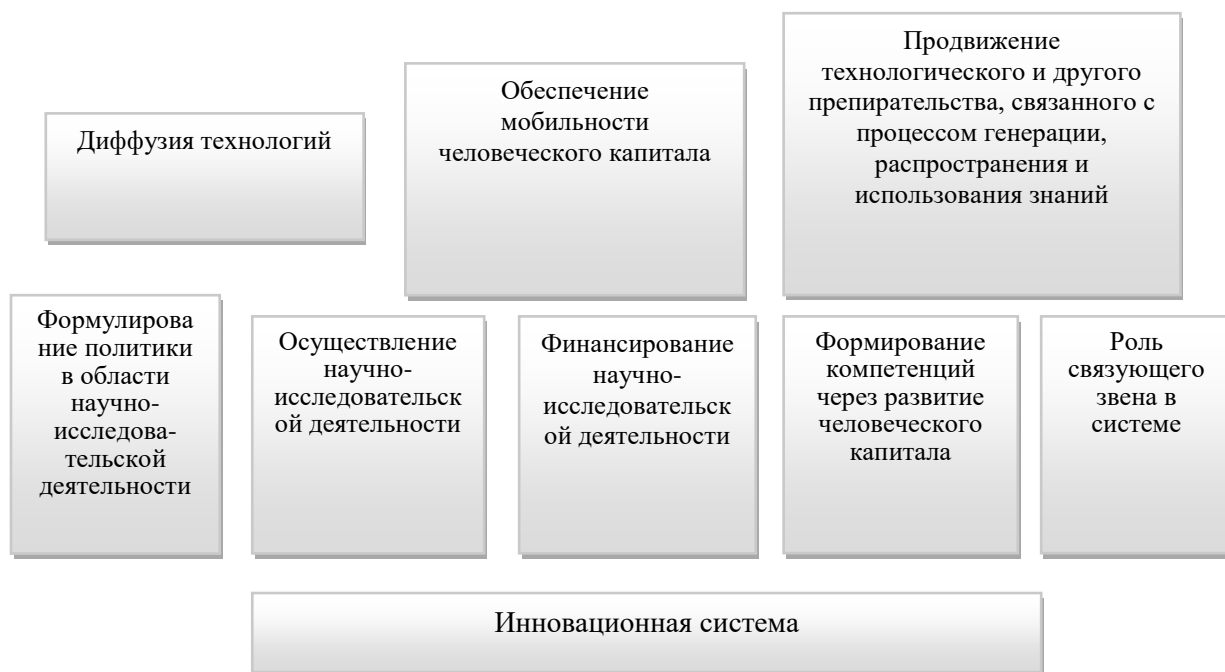 Диффузия технологий
Обеспечение
мобильности
человеческого капитала
Продвижение
технологического и другого
препирательства, связанного с
процессом генерации,
распространения и
использования знаний
Формулирова
ние политики
в области
научно-
исследова-
тельской
деятельности
Осуществление
научно-
исследовательск
ой деятельности
Финансирование
научно-
исследовательск
ой деятельности
Формирование
компетенций
через развитие
человеческого
капитала
Роль
связующего
звена в
системе
Инновационная система